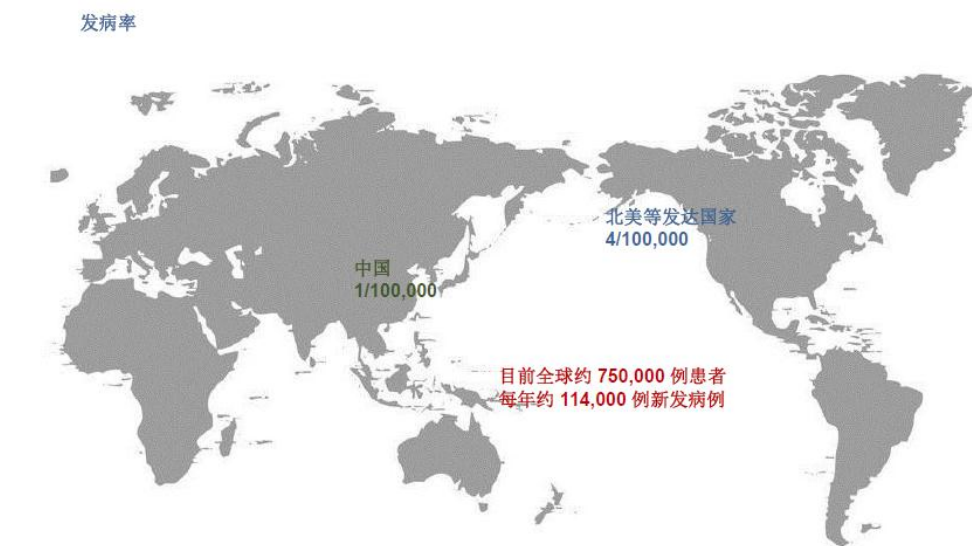 发病率
北美等发达国家
4/100,000
中国
1/100,000
目前全球约 750,000 例患者
每年约 114,000 例新发病例